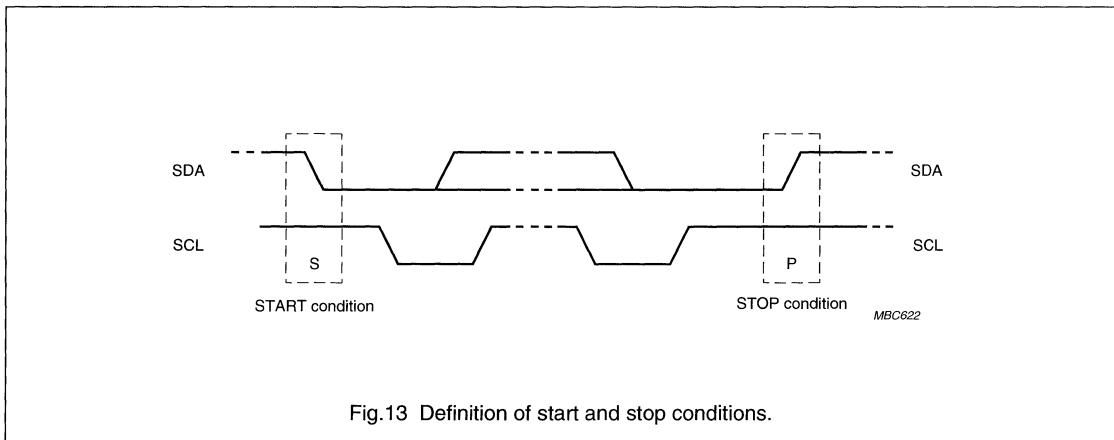 SDA SDA
SCL SCL
S P
START condition STOP condition
MBC622
Fig.13 Definition of start and stop conditions.